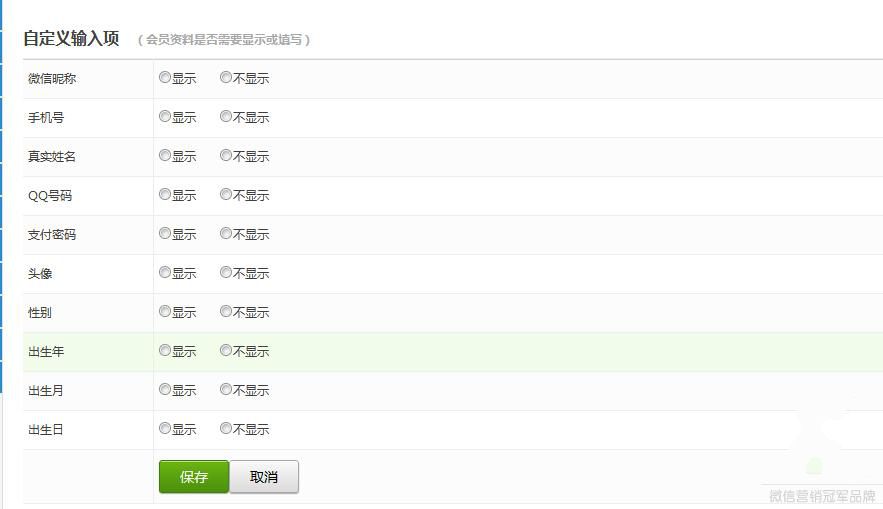 自定义输入项 （会员资料是否需要显示或填写）
微信昵称 显示 不显示
手机号 显示 不显示
真实姓名 显示 不显示
QQ号码 显示 不显示
支付密码 显示 不显示
头像 显示 不显示
性别 显示 不显示
出生年 显示 不显示
出生月 显示 不显示
出生日 显示 不显示
保存 取消
微信营销冠军品牌